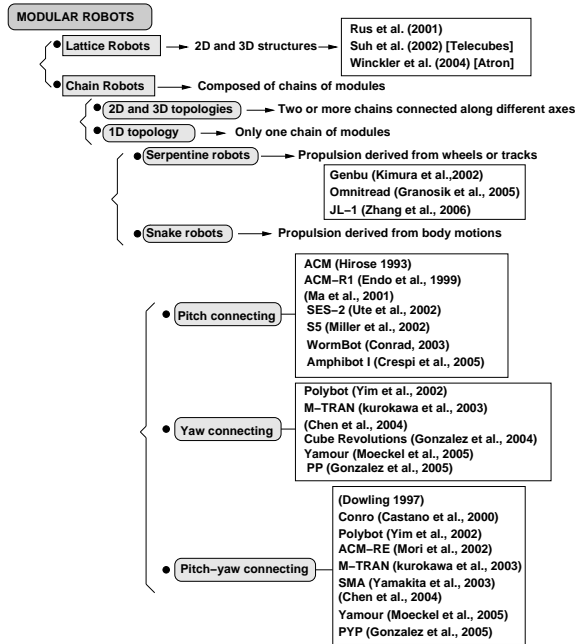 MODULAR ROBOTS
Lattice Robots 2D and 3D structures
Rus et al. (2001)
Suh et al. (2002) [Telecubes]
Winckler et al. (2004) [Atron]
Chain Robots Composed of chains of modules
2D and 3D topologies Two or more chains connected along different axes
1D topology Only one chain of modules
Serpentine robots Propulsion derived from wheels or tracks
Genbu (Kimura et al.,2002)
Omnitread (Granosik et al., 2005)
JL−1 (Zhang et al., 2006)
Snake robots Propulsion derived from body motions
Pitch connecting
ACM (Hirose 1993)
ACM−R1 (Endo et al., 1999)
(Ma et al., 2001)
SES−2 (Ute et al., 2002)
S5 (Miller et al., 2002)
WormBot (Conrad, 2003)
Amphibot I (Crespi et al., 2005)
Yaw connecting
Polybot (Yim et al., 2002)
M−TRAN (kurokawa et al., 2003)
(Chen et al., 2004)
Cube Revolutions (Gonzalez et al., 2004)
Yamour (Moeckel et al., 2005)
PP (Gonzalez et al., 2005)
Pitch−yaw connecting
(Dowling 1997)
Conro (Castano et al., 2000)
Polybot (Yim et al., 2002)
ACM−RE (Mori et al., 2002)
M−TRAN (kurokawa et al., 2003)
SMA (Yamakita et al., 2003)
(Chen et al., 2004)
Yamour (Moeckel et al., 2005)
PYP (Gonzalez et al., 2005)